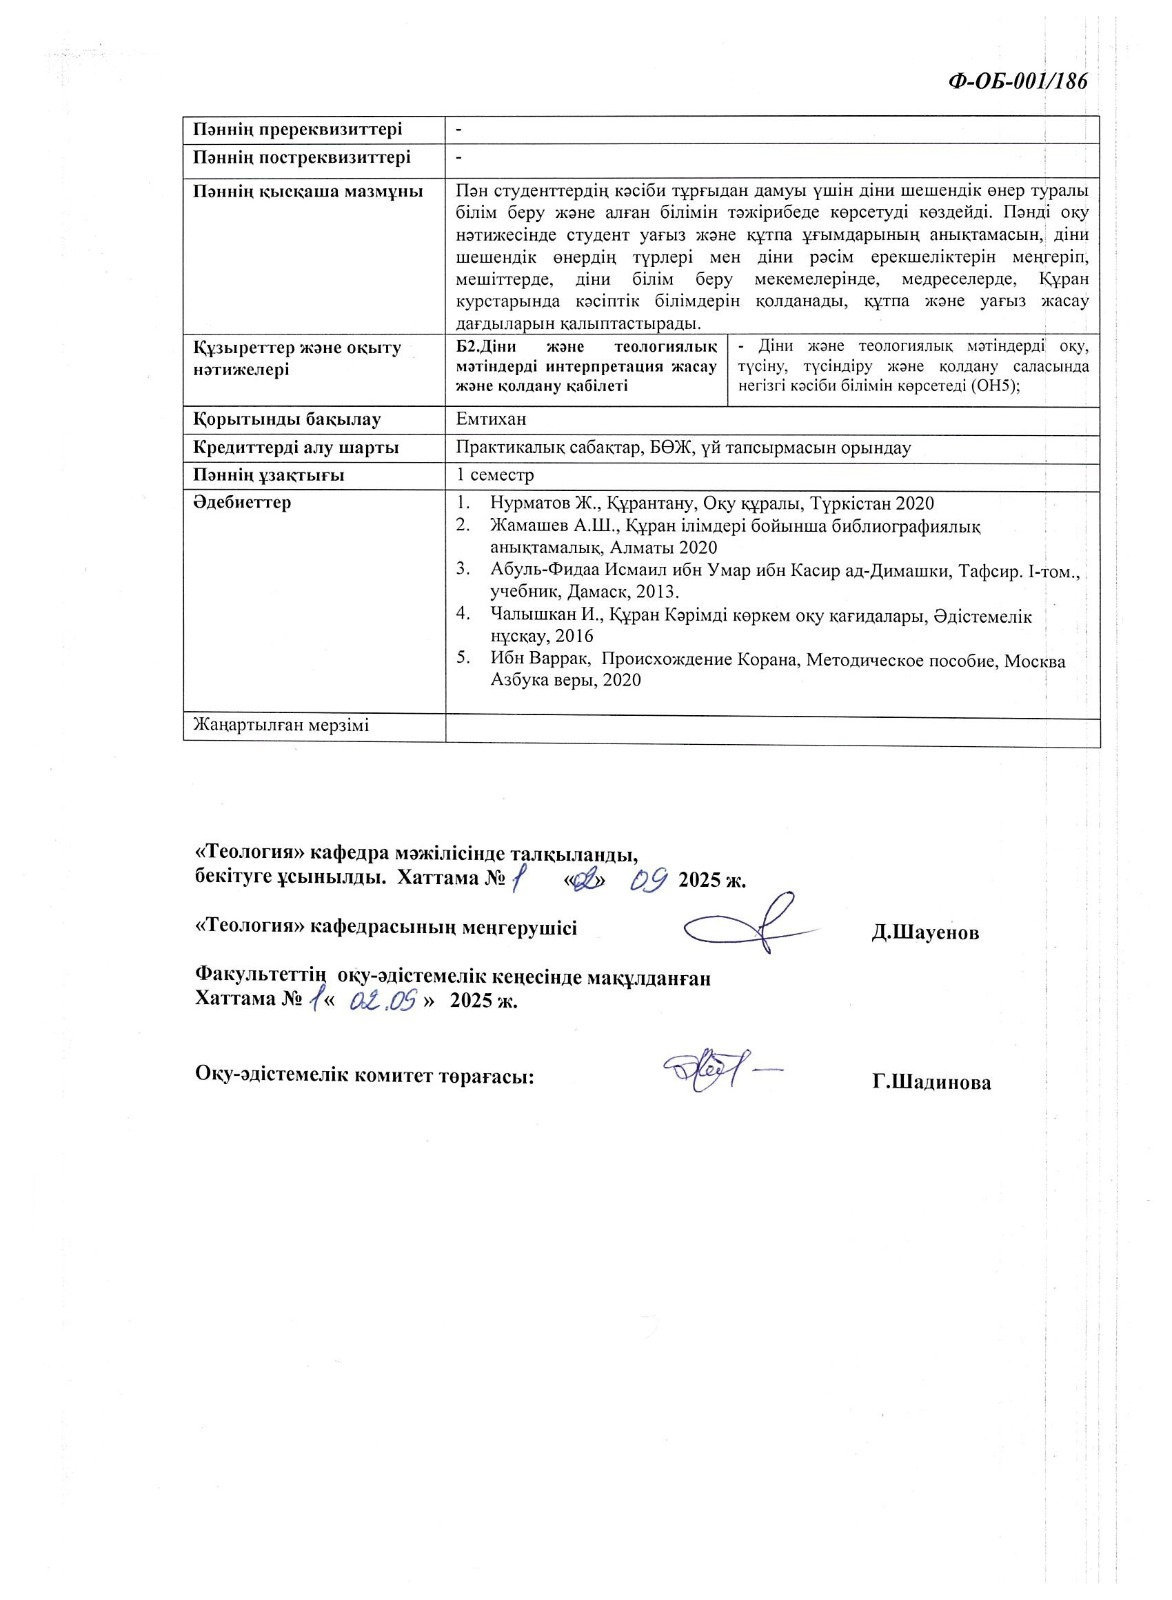 Ф-ОБ-001/186
Пәннің пререквизиттері -
Пәннің постреквизиттері -
Пәннің қысқаша мазмұны
Пән студенттердің кәсіби тұрғыдан дамуы үшін діни шешендік өнер туралы
білім беру және алған білімін тәжірибеде көрсетуді көздейді. Пәнді оқу
нәтижесінде студент уағыз және құтпа ұғымдарының анықтамасын, діни
шешендік өнердің түрлері мен діни рәсім ерекшеліктерін меңгеріп,
мешіттерде, діни білім беру мекемелерінде, медреселерде, Құран
курстарында кәсіптік білімдерін қолданады, құтпа және уағыз жасау
дағдыларын қалыптастырады.
Құзыреттер және оқыту
нәтижелері
Б2.Діни және теологиялық
мәтіндерді интерпретация жасау
және қолдану қабілеті
- Діни және теологиялық мәтіндерді оқу,
түсіну, түсіндіру және қолдану саласында
негізгі кәсіби білімін көрсетеді (ОН5);
Қорытынды бақылау Емтихан
Кредиттерді алу шарты Практикалық сабақтар, БӨЖ, үй тапсырмасын орындау
Пәннің ұзақтығы 1 семестр
Әдебиеттер
1. Нурматов Ж., Құрантану, Оқу құралы, Түркістан 2020
2. Жамашев А.Ш., Құран ілімдері бойынша библиографиялық
анықтамалық, Алматы 2020
3. Абуль-Фидаа Исмаил ибн Умар ибн Касир ад-Димашки, Тафсир. I-том.,
учебник, Дамаск, 2013.
4. Чалышкан И., Құран Кәрімді көркем оқу қағидалары, Әдістемелік
нұсқау, 2016
5. Ибн Варрак, Происхождение Корана, Методическое пособие, Москва
Азбука веры, 2020
Жаңартылған мерзімі
«Теология» кафедра мәжілісінде талқыланды,
бекітуге ұсынылды. Хаттама № 1 «02» 09 2025 ж.
«Теология» кафедрасының меңгерушісі Д.Шауенов
Факультеттің оқу-әдістемелік кеңесінде мақұлданған
Хаттама № 1 « 02.09 » 2025 ж.
Оқу-әдістемелік комитет төрағасы: Г.Шадинова